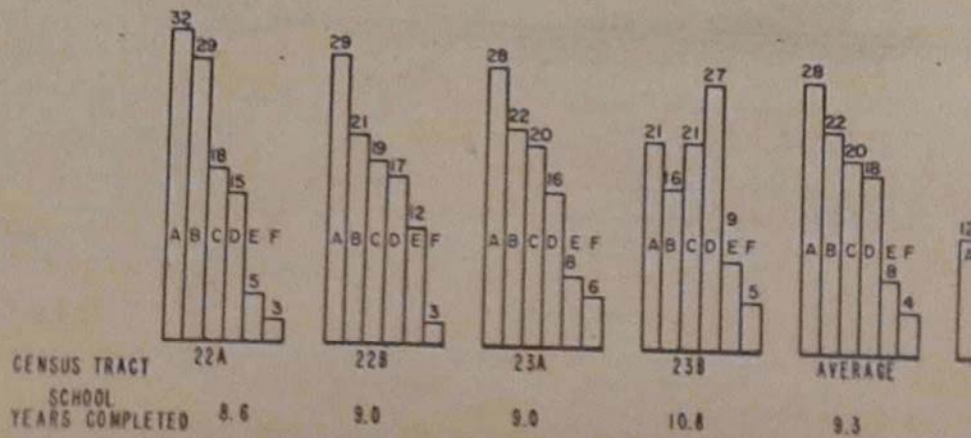 32 29 18 15 5 3
29 21 19 17 12 3
28 22 20 16 8 6
21 16 21 27 9 5
28 22 20 18 8 4
12
A B C D E F
A B C D E F
A B C D E F
A B C D E F
A B C D E F
A
CENSUS TRACT 22A 22B 23A 23B AVERAGE
SCHOOL
YEARS COMPLETED 8.6 9.0 9.0 10.8 9.3